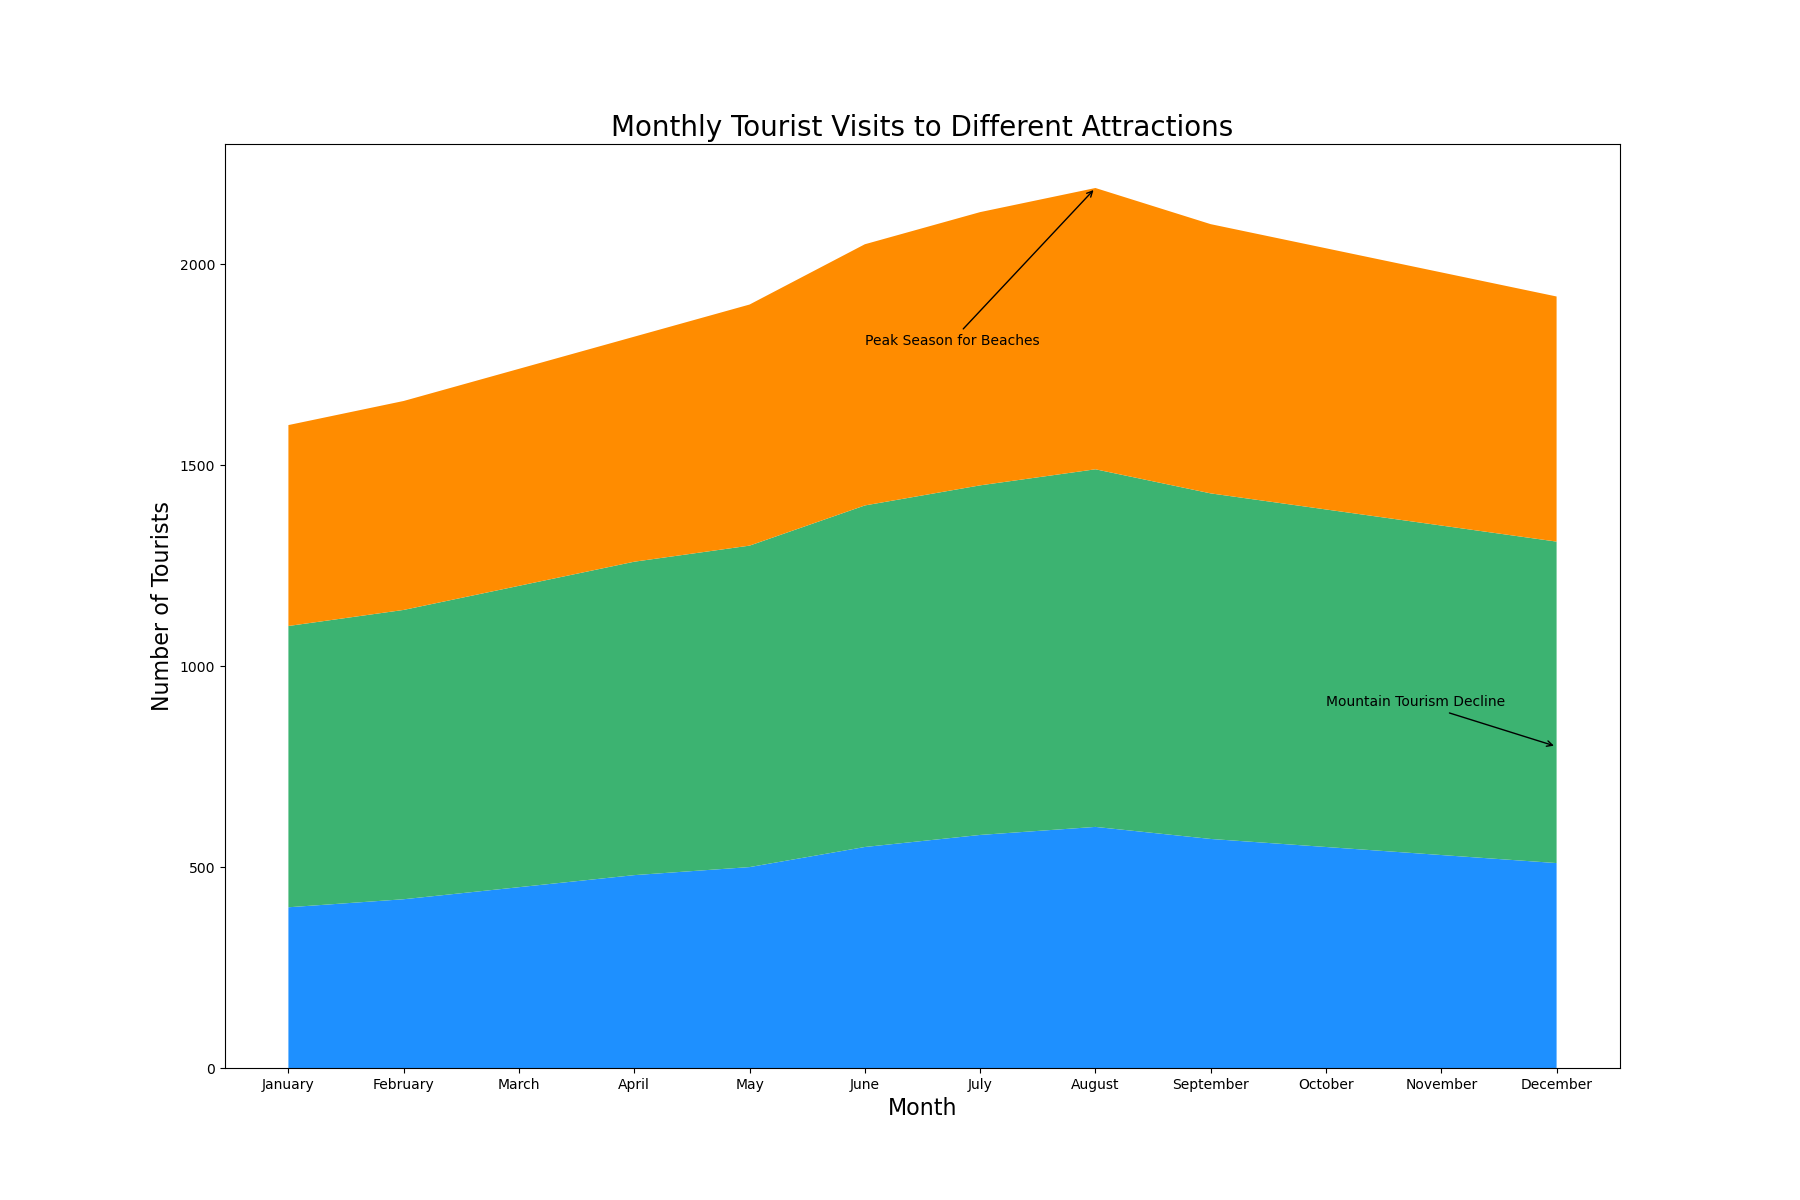 Monthly Tourist Visits to Different Attractions
Number of Tourists
2000
1500
1000
500
0
Peak Season for Beaches
Mountain Tourism Decline
January February March April May June July August September October November December
Month